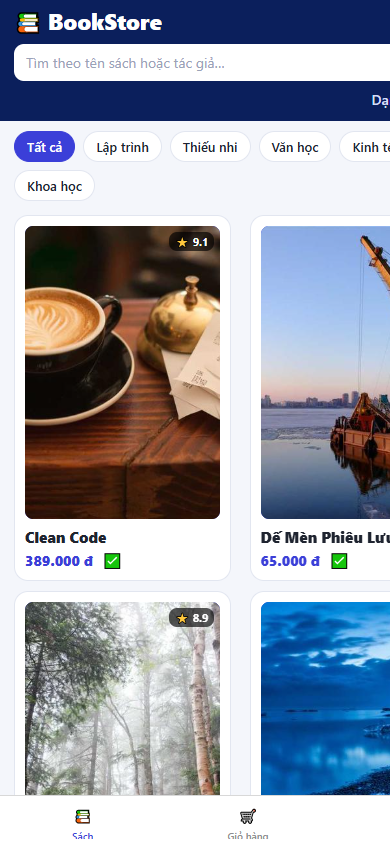 BookStore
Tìm theo tên sách hoặc tác giả...
Dạ
Tất cả Lập trình Thiếu nhi Văn học Kinh tế
Khoa học
★ 9.1
Clean Code
389.000 đ ✅
Dế Mèn Phiêu Lưu
65.000 đ ✅
★ 8.9
Sách
Giỏ hàng